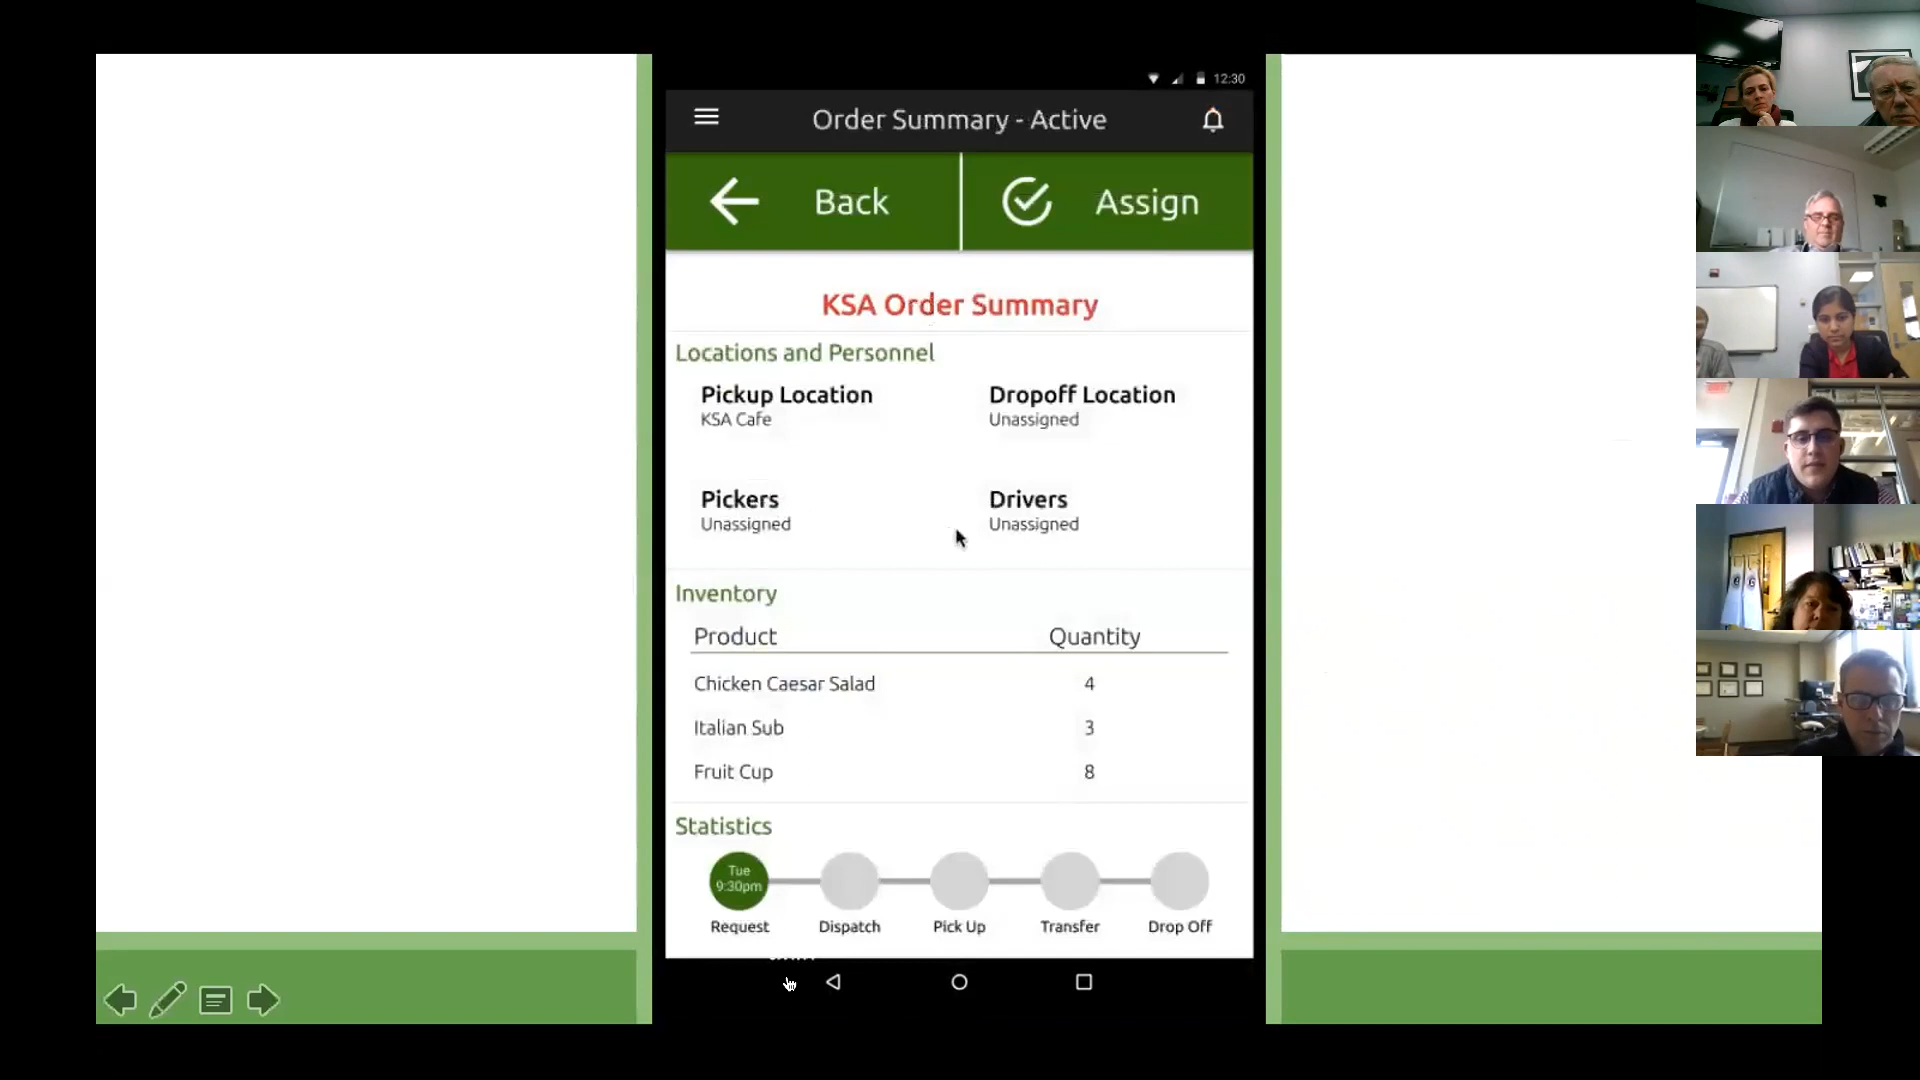 12:30
Order Summary - Active
Back
Assign
KSA Order Summary
Locations and Personnel
Pickup Location
Dropoff Location
KSA Cafe
Unassigned
Pickers
Drivers
Unassigned
Unassigned
Inventory
Product
Quantity
Chicken Caesar Salad
4
Italian Sub
3
Fruit Cup
8
Statistics
Tue
9:30pm
Request
Dispatch
Pick Up
Transfer
Drop Off